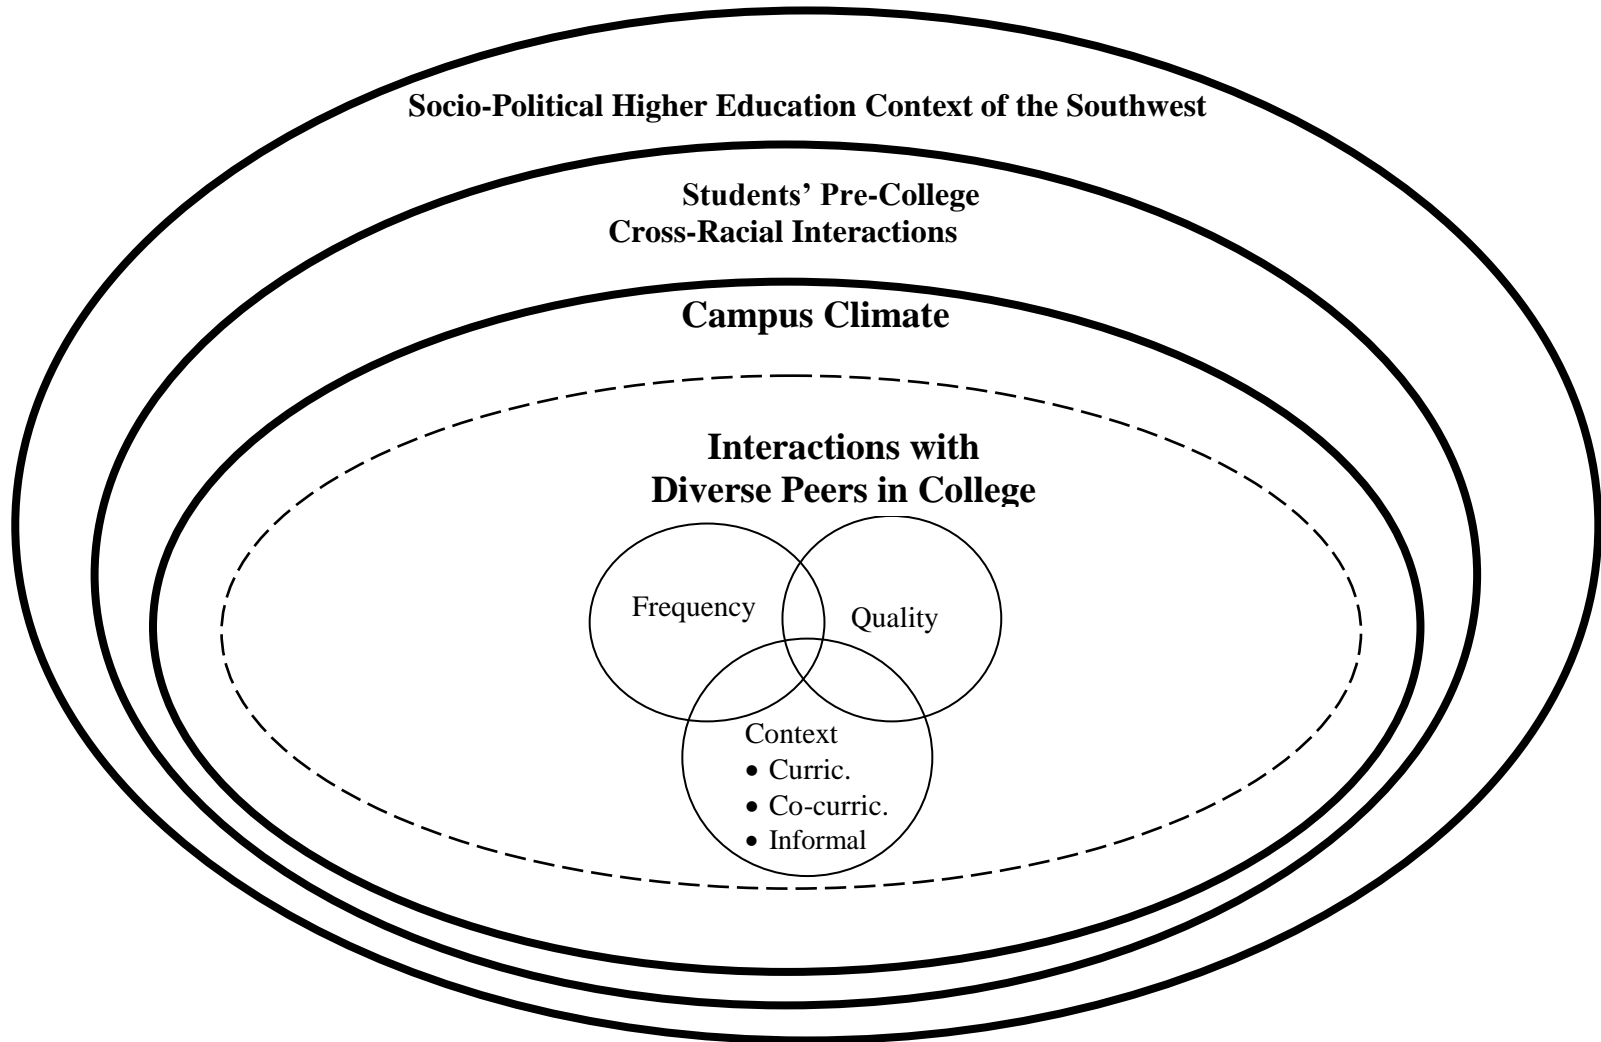 Socio-Political Higher Education Context of the Southwest
Students’ Pre-College
Cross-Racial Interactions
Campus Climate
Interactions with
Diverse Peers in College
Frequency
Quality
Context
• Curric.
• Co-curric.
• Informal